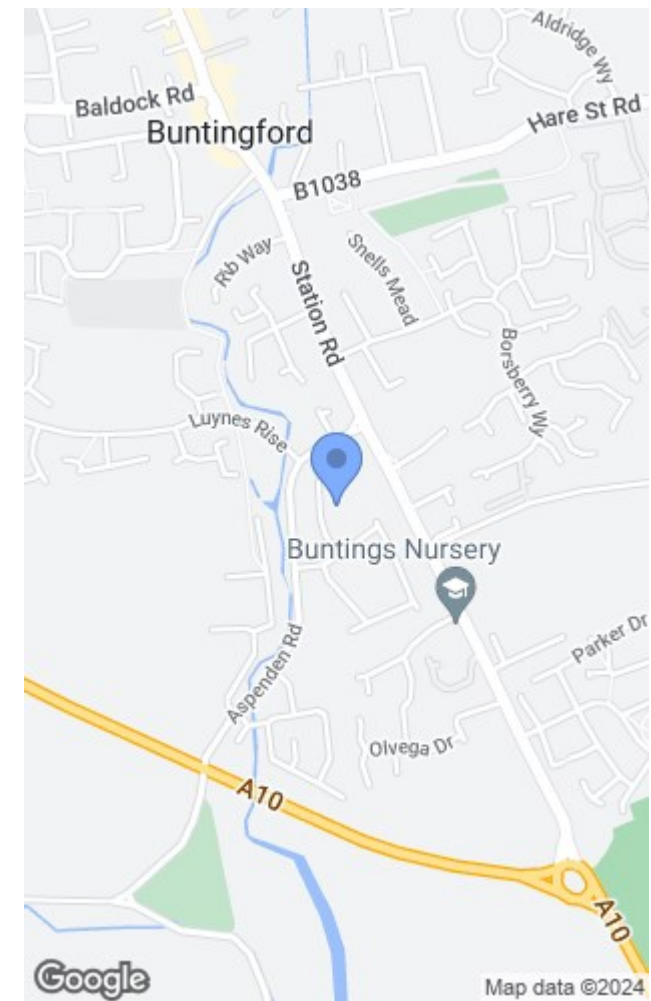 Aldridge Wy
Baldock Rd
Hare St Rd
Buntingford
B1038
Rib Way
Snells Mead
Station Rd
Borsberry Wy
Luynes Rise
Buntings Nursery
Parker Dr
Aspenden Rd
Olvega Dr
A10
A10
Google
Map data ©2024